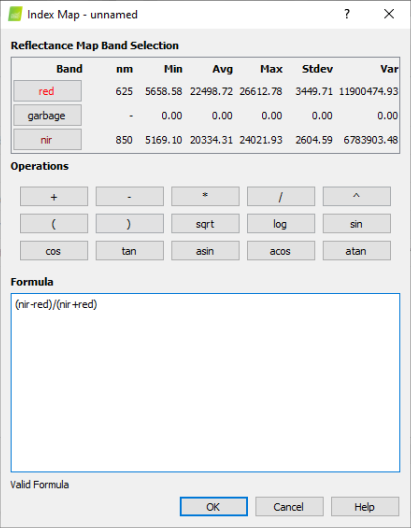 Index Map - unnamed
Reflectance Map Band Selection
Band nm Min Avg Max Stdev Var
red 625 5658.58 22498.72 26612.78 3449.71 11900474.93
garbage - 0.00 0.00 0.00 0.00 0.00
nir 850 5169.10 20334.31 24021.93 2604.59 6783903.48
Operations
+ - * / ^
( ) sqrt log sin
cos tan asin acos atan
Formula
(nir-red)/(nir+red)
Valid Formula
OK Cancel Help